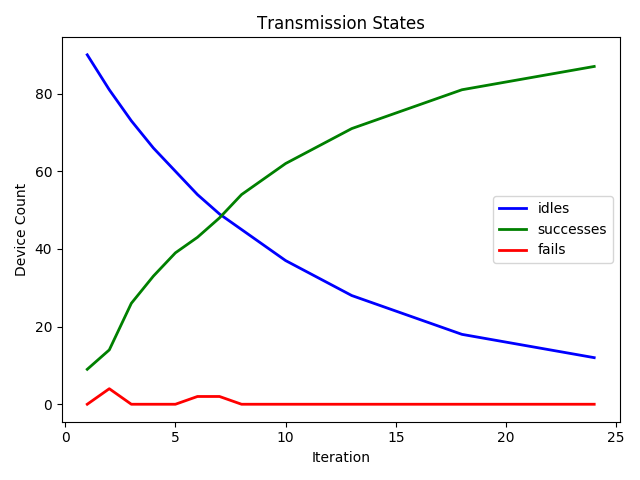 Transmission States
Device Count
80
60
40
20
0
idles
successes
fails
0 5 10 15 20 25
Iteration